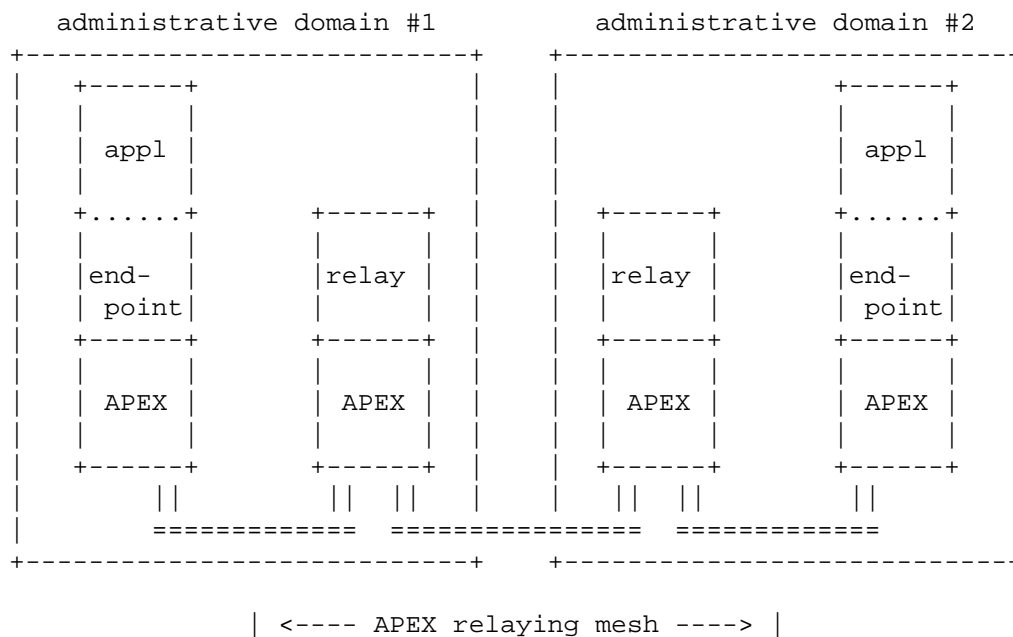 administrative domain #1 administrative domain #2
appl appl
end- relay relay end-
point point
APEX APEX APEX APEX
| <---- APEX relaying mesh ----> |